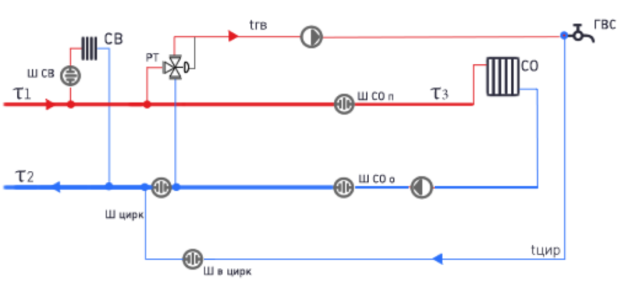 tгв
ГВС
СВ
РТ
Ш СВ
СО
τ1
Ш СО п
τ3
τ2
Ш СО о
Ш цирк
tцир
Ш в цирк